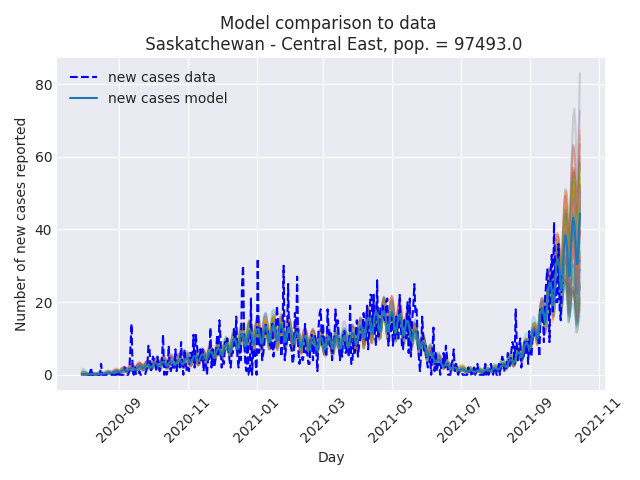 Model comparison to data
Saskatchewan - Central East, pop. = 97493.0
new cases data
new cases model
Number of new cases reported
80
60
40
20
0
2020-09
2020-11
2021-01
2021-03
2021-05
2021-07
2021-09
2021-11
Day